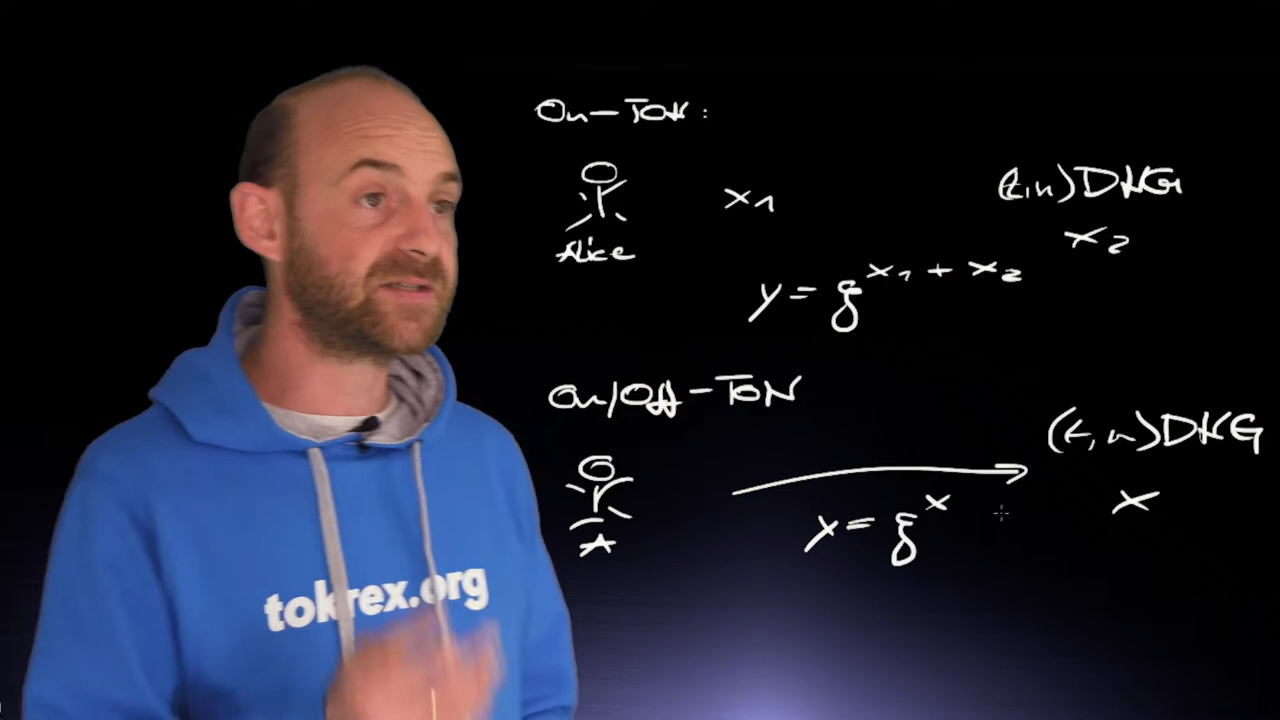 On-TON:
Alice
x₁
(t,n)DKG
x₂
y = g^(x₁ + x₂)
On/Off-TON
A
(t,n)DKG
x
y = g^x
tokrex.org